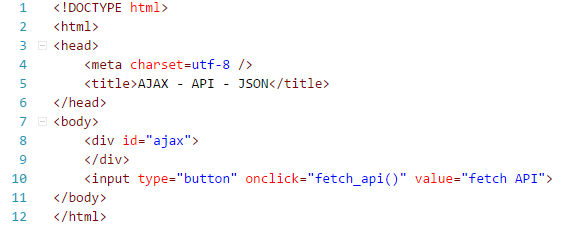 1 <!DOCTYPE html>
2 <html>
3 <head>
4 <meta charset=utf-8 />
5 <title>AJAX - API - JSON</title>
6 </head>
7 <body>
8 <div id="ajax">
9 </div>
10 <input type="button" onclick="fetch_api()" value="fetch API">
11 </body>
12 </html>